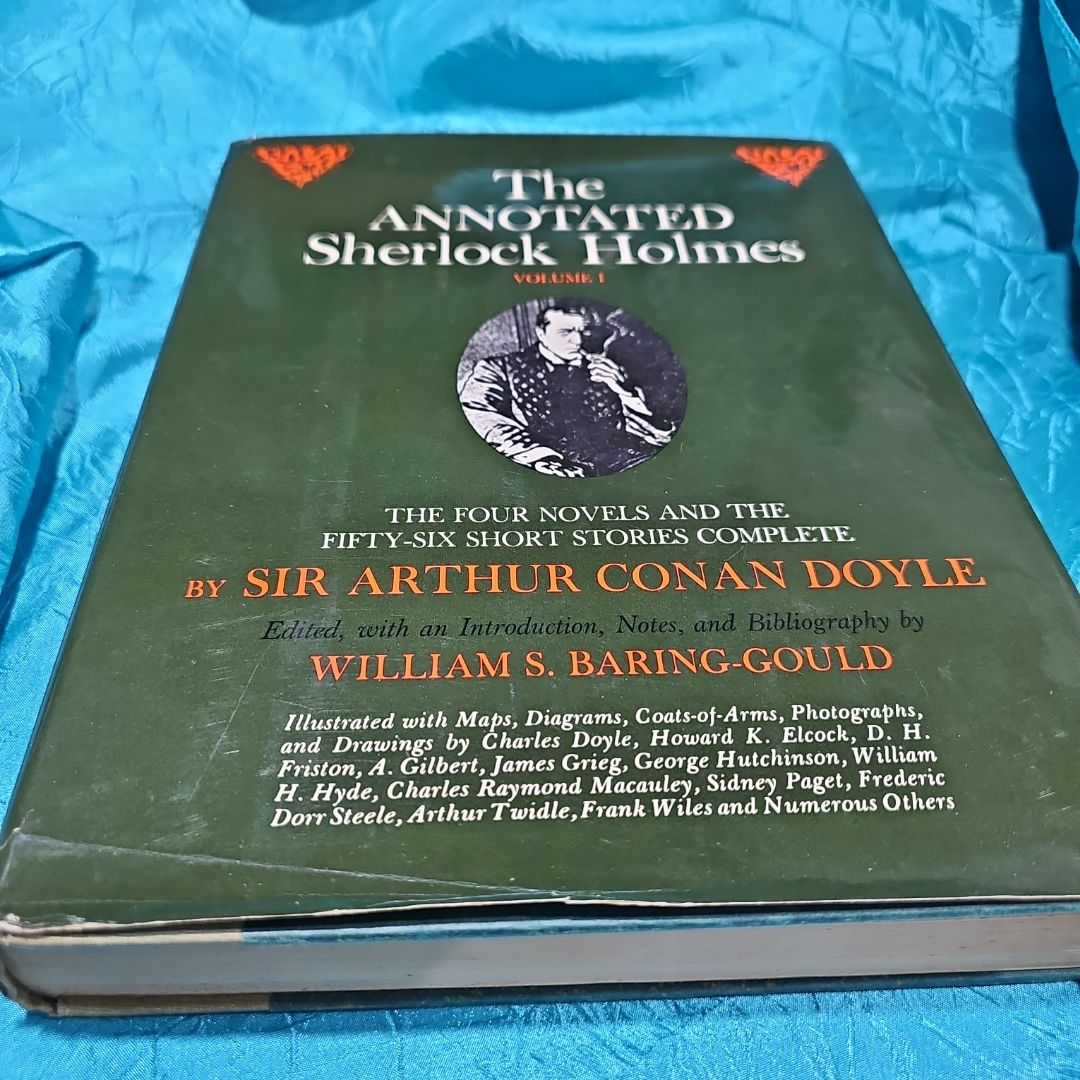 The
ANNOTATED
Sherlock Holmes
VOLUME I
THE FOUR NOVELS AND THE
FIFTY-SIX SHORT STORIES COMPLETE
BY SIR ARTHUR CONAN DOYLE
Edited, with an Introduction, Notes, and Bibliography by
WILLIAM S. BARING-GOULD
Illustrated with Maps, Diagrams, Coats-of-Arms, Photographs,
and Drawings by Charles Doyle, Howard K. Elcock, D. H.
Friston, A. Gilbert, James Grieg, George Hutchinson, William
H. Hyde, Charles Raymond Macauley, Sidney Paget, Frederic
Dorr Steele, Arthur Twidle, Frank Wiles and Numerous Others